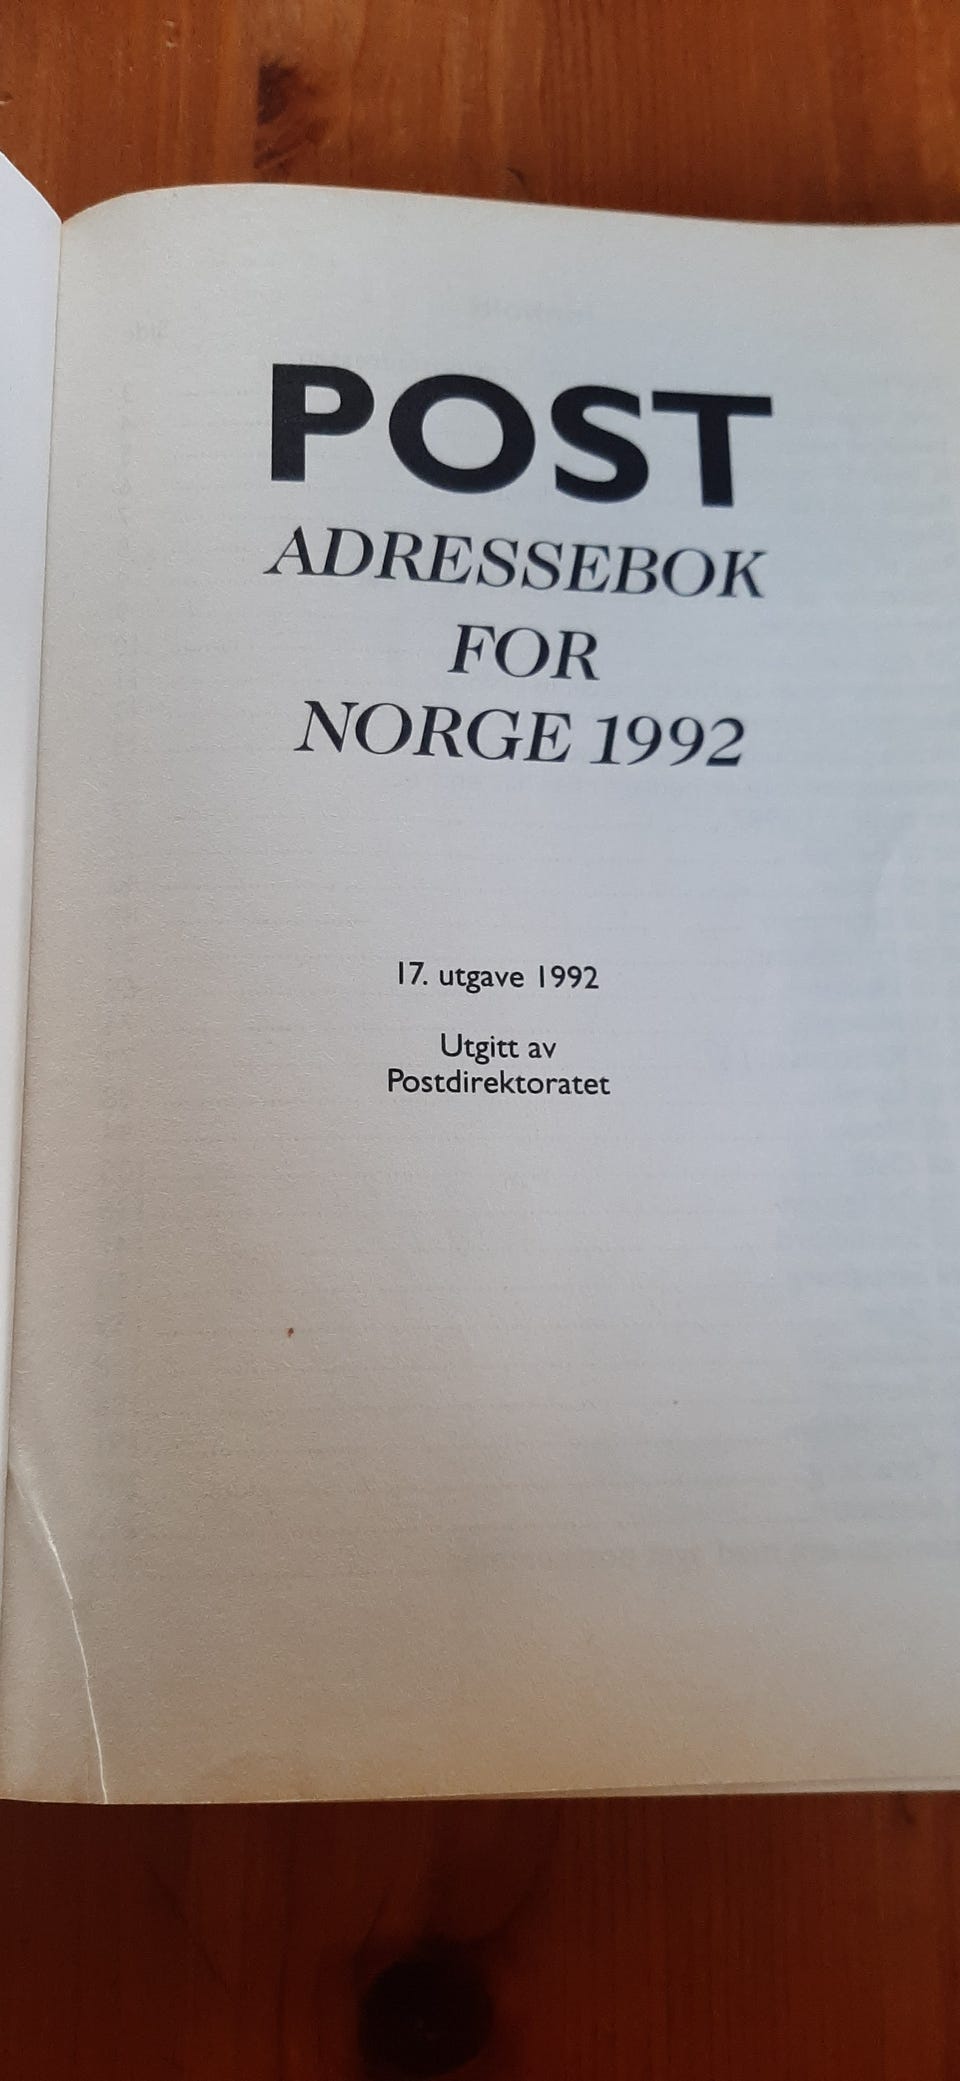 POST
ADRESSEBOK
FOR
NORGE 1992
17. utgave 1992
Utgitt av
Postdirektoratet